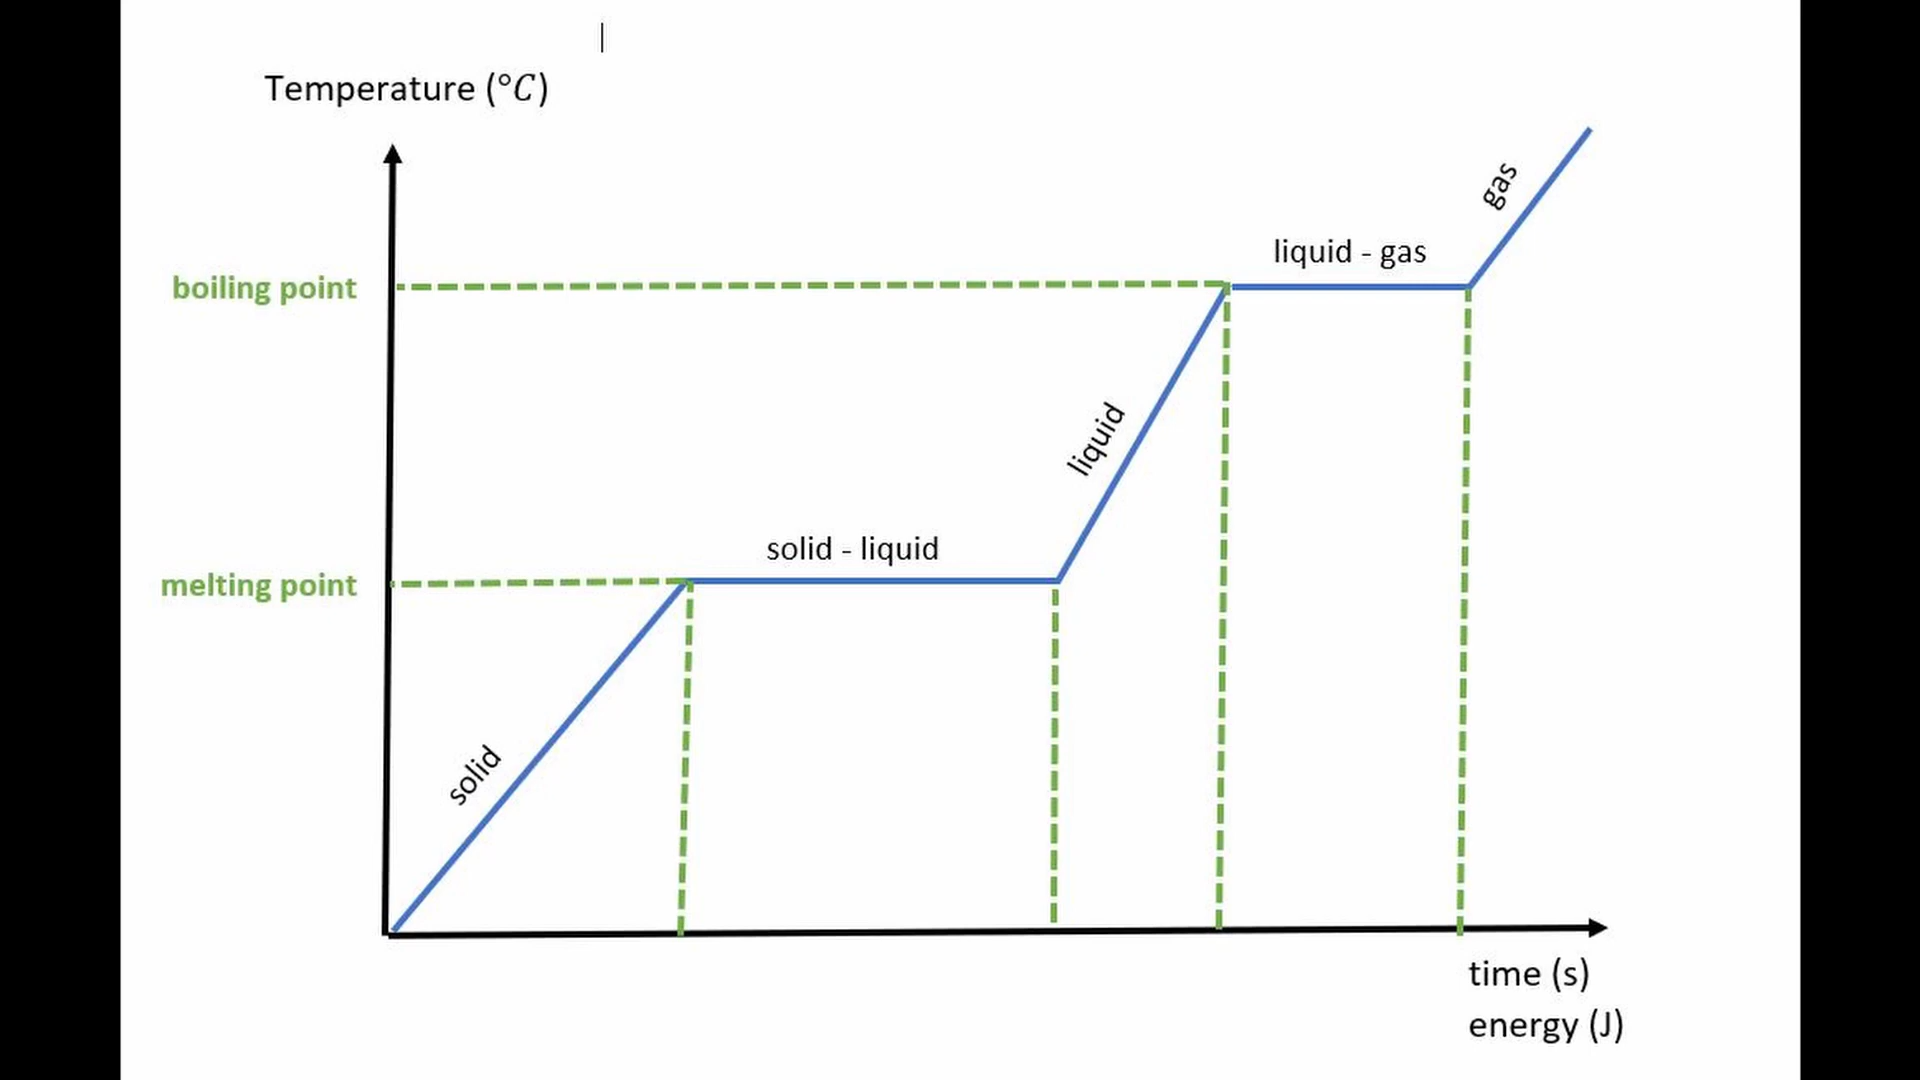 Temperature (°C)
gas
liquid - gas
boiling point
liquid
solid - liquid
melting point
solid
time (s)
energy (J)